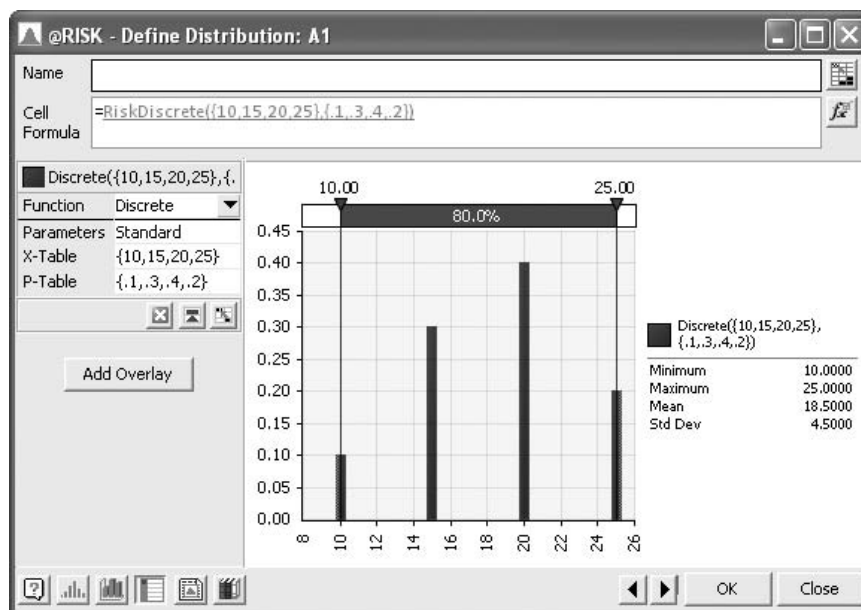 @RISK - Define Distribution: A1
Name
Cell Formula
=RiskDiscrete({10,15,20,25},{.1,.3,.4,.2})
Discrete({10,15,20,25},{.
Function Discrete
Parameters Standard
X-Table {10,15,20,25}
P-Table {.1,.3,.4,.2}
Add Overlay
10.00 25.00
80.0%
0.45
0.40
0.35
0.30
0.25
0.20
0.15
0.10
0.05
0.00
8 10 12 14 16 18 20 22 24 26
Discrete({10,15,20,25},
{.1,.3,.4,.2})
Minimum 10.0000
Maximum 25.0000
Mean 18.5000
Std Dev 4.5000
OK Close